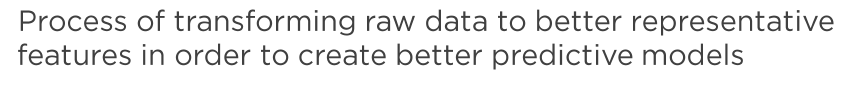 Process of transforming raw data to better representative
features in order to create better predictive models